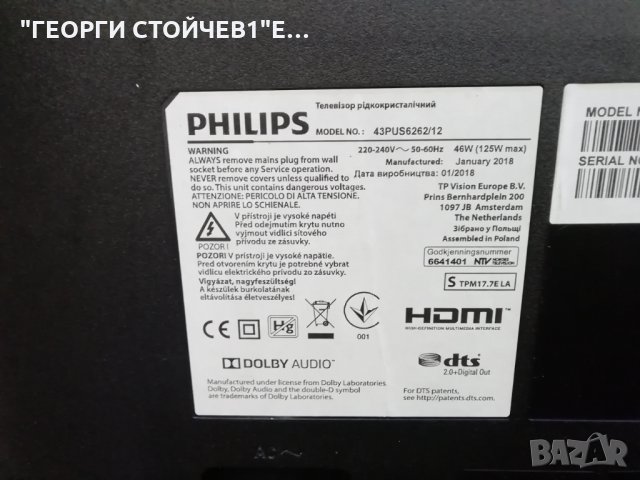 "ГЕОРГИ СТОЙЧЕВ1"Е...
Телевізор рідкокристалічний
PHILIPS
MODEL NO.: 43PUS6262/12
WARNING
ALWAYS remove mains plug from wall
socket before any Service operation.
NEVER remove covers unless qualified to
do so. This unit contains dangerous voltages.
ATTENZIONE: PERICOLO DI ALTA TENSIONE,
NON APRIRE LO SCHIENALE.
POZOR !
V přístroji je vysoké napětí
Před odejmutím krytu nutno
vyjmout vidlici síťového
přívodu ze zásuvky.
POZOR! V prístroji je vysoké napätie.
Pred otvorením krytu je potrebné vytiahnuť
vidlicu elektrického prívodu zo zásuvky.
Vigyázat, nagyfeszültség!
A készülek burkolatának
eltávolítása életveszélyes!
220-240V~ 50-60Hz 46W (125W max)
Manufactured: January 2018
Дата виробництва: 01/2018
TP Vision Europe B.V.
Prins Bernhardplein 200
1097 JB Amsterdam
The Netherlands
Зібрано у Польщі
Assembled in Poland
Godkjenningsnummer
6641401 NTV
S TPM17.7E LA
CE
Hg
001
HDMI
HIGH-DEFINITION MULTIMEDIA INTERFACE
DOLBY AUDIO™
dts
2.0+Digital Out
Manufactured under license from Dolby Laboratories.
Dolby, Dolby Audio and the double-D symbol
are trademarks of Dolby Laboratories.
For DTS patents,
see http://patents.dts.com.
MODEL
SERIAL NO
BAZAR